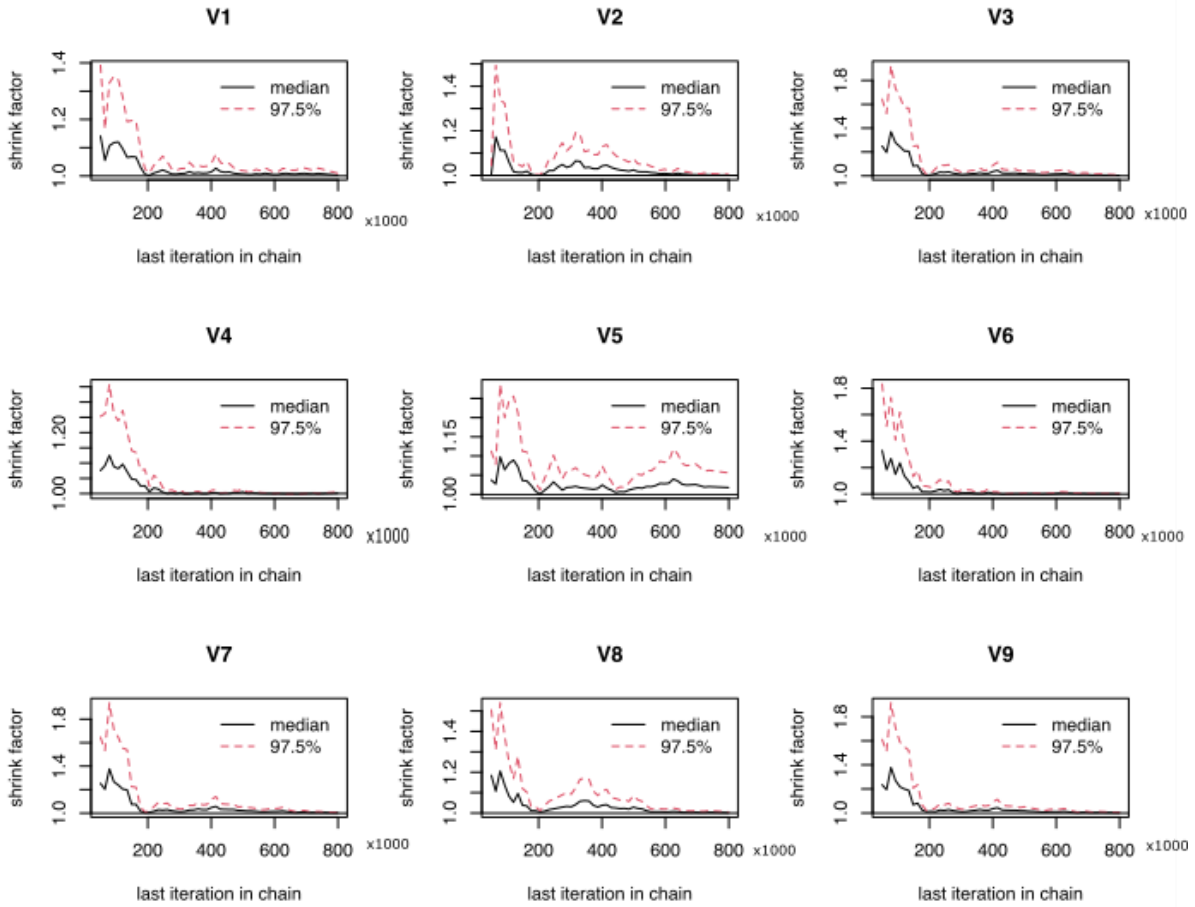 V1
V2
V3
shrink factor
1.0 1.2 1.4
median
97.5%
200 400 600 800 x1000
last iteration in chain
shrink factor
1.0 1.2 1.4
median
97.5%
200 400 600 800 x1000
last iteration in chain
shrink factor
1.0 1.4 1.8
median
97.5%
200 400 600 800 x1000
last iteration in chain
V4
V5
V6
shrink factor
1.00 1.20
median
97.5%
200 400 600 800 x1000
last iteration in chain
shrink factor
1.00 1.15
median
97.5%
200 400 600 800 x1000
last iteration in chain
shrink factor
1.0 1.4 1.8
median
97.5%
200 400 600 800 x1000
last iteration in chain
V7
V8
V9
shrink factor
1.0 1.4 1.8
median
97.5%
200 400 600 800 x1000
last iteration in chain
shrink factor
1.0 1.2 1.4
median
97.5%
200 400 600 800 x1000
last iteration in chain
shrink factor
1.0 1.4 1.8
median
97.5%
200 400 600 800 x1000
last iteration in chain